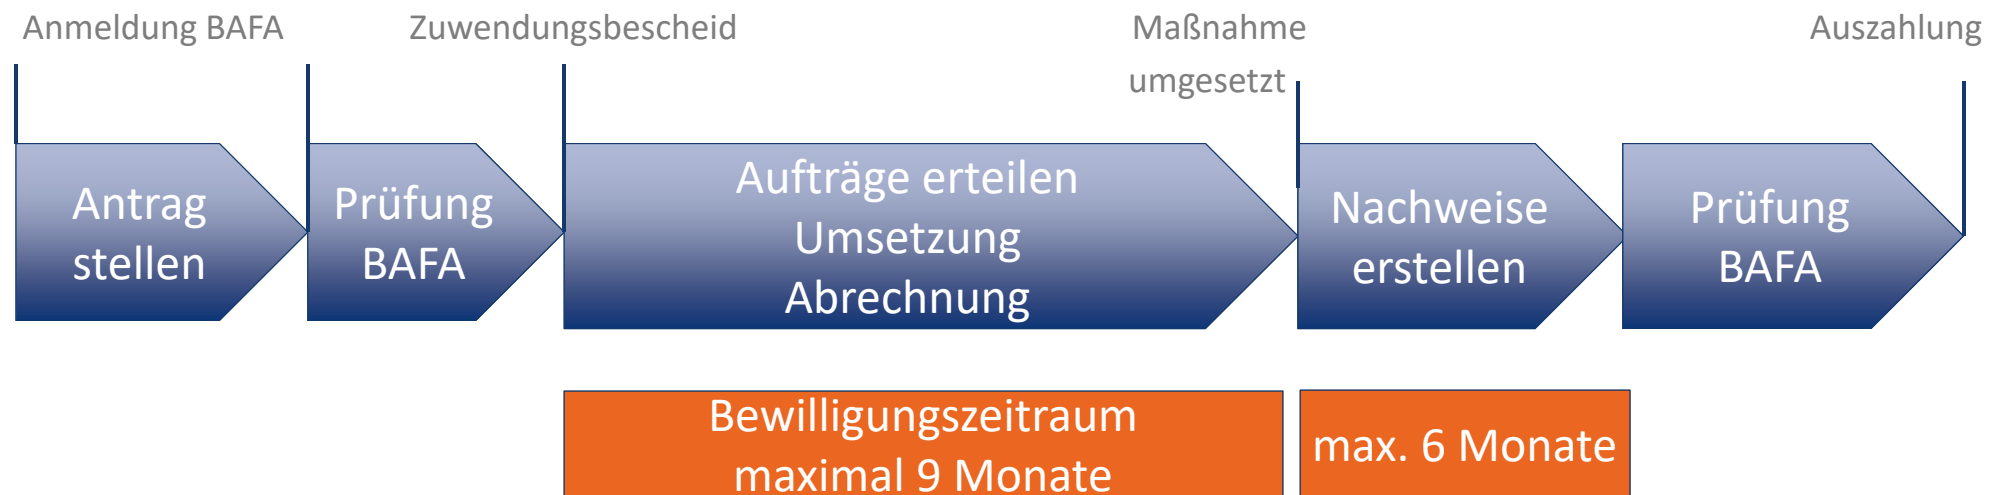 Anmeldung BAFA
Zuwendungsbescheid
Maßnahme
umgesetzt
Auszahlung
Antrag
stellen
Prüfung
BAFA
Aufträge erteilen
Umsetzung
Abrechnung
Nachweise
erstellen
Prüfung
BAFA
Bewilligungszeitraum
maximal 9 Monate
max. 6 Monate